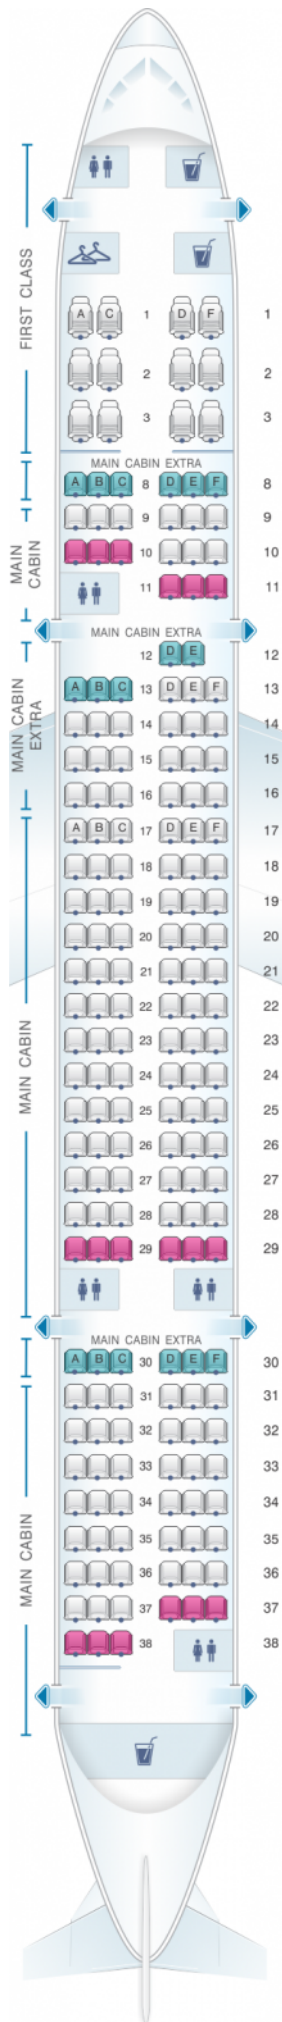 FIRST CLASS
A C 1 D F 1
2 2
3 3
MAIN CABIN EXTRA
A B C 8 D E F 8
MAIN CABIN
9 9
10 10
11 11
MAIN CABIN EXTRA
12 D E 12
MAIN CABIN EXTRA
A B C 13 D E F 13
14 14
15 15
16 16
MAIN CABIN
A B C 17 D E F 17
18 18
19 19
20 20
21 21
22 22
23 23
24 24
25 25
26 26
27 27
28 28
29 29
MAIN CABIN EXTRA
A B C 30 D E F 30
MAIN CABIN
31 31
32 32
33 33
34 34
35 35
36 36
37 37
38 38